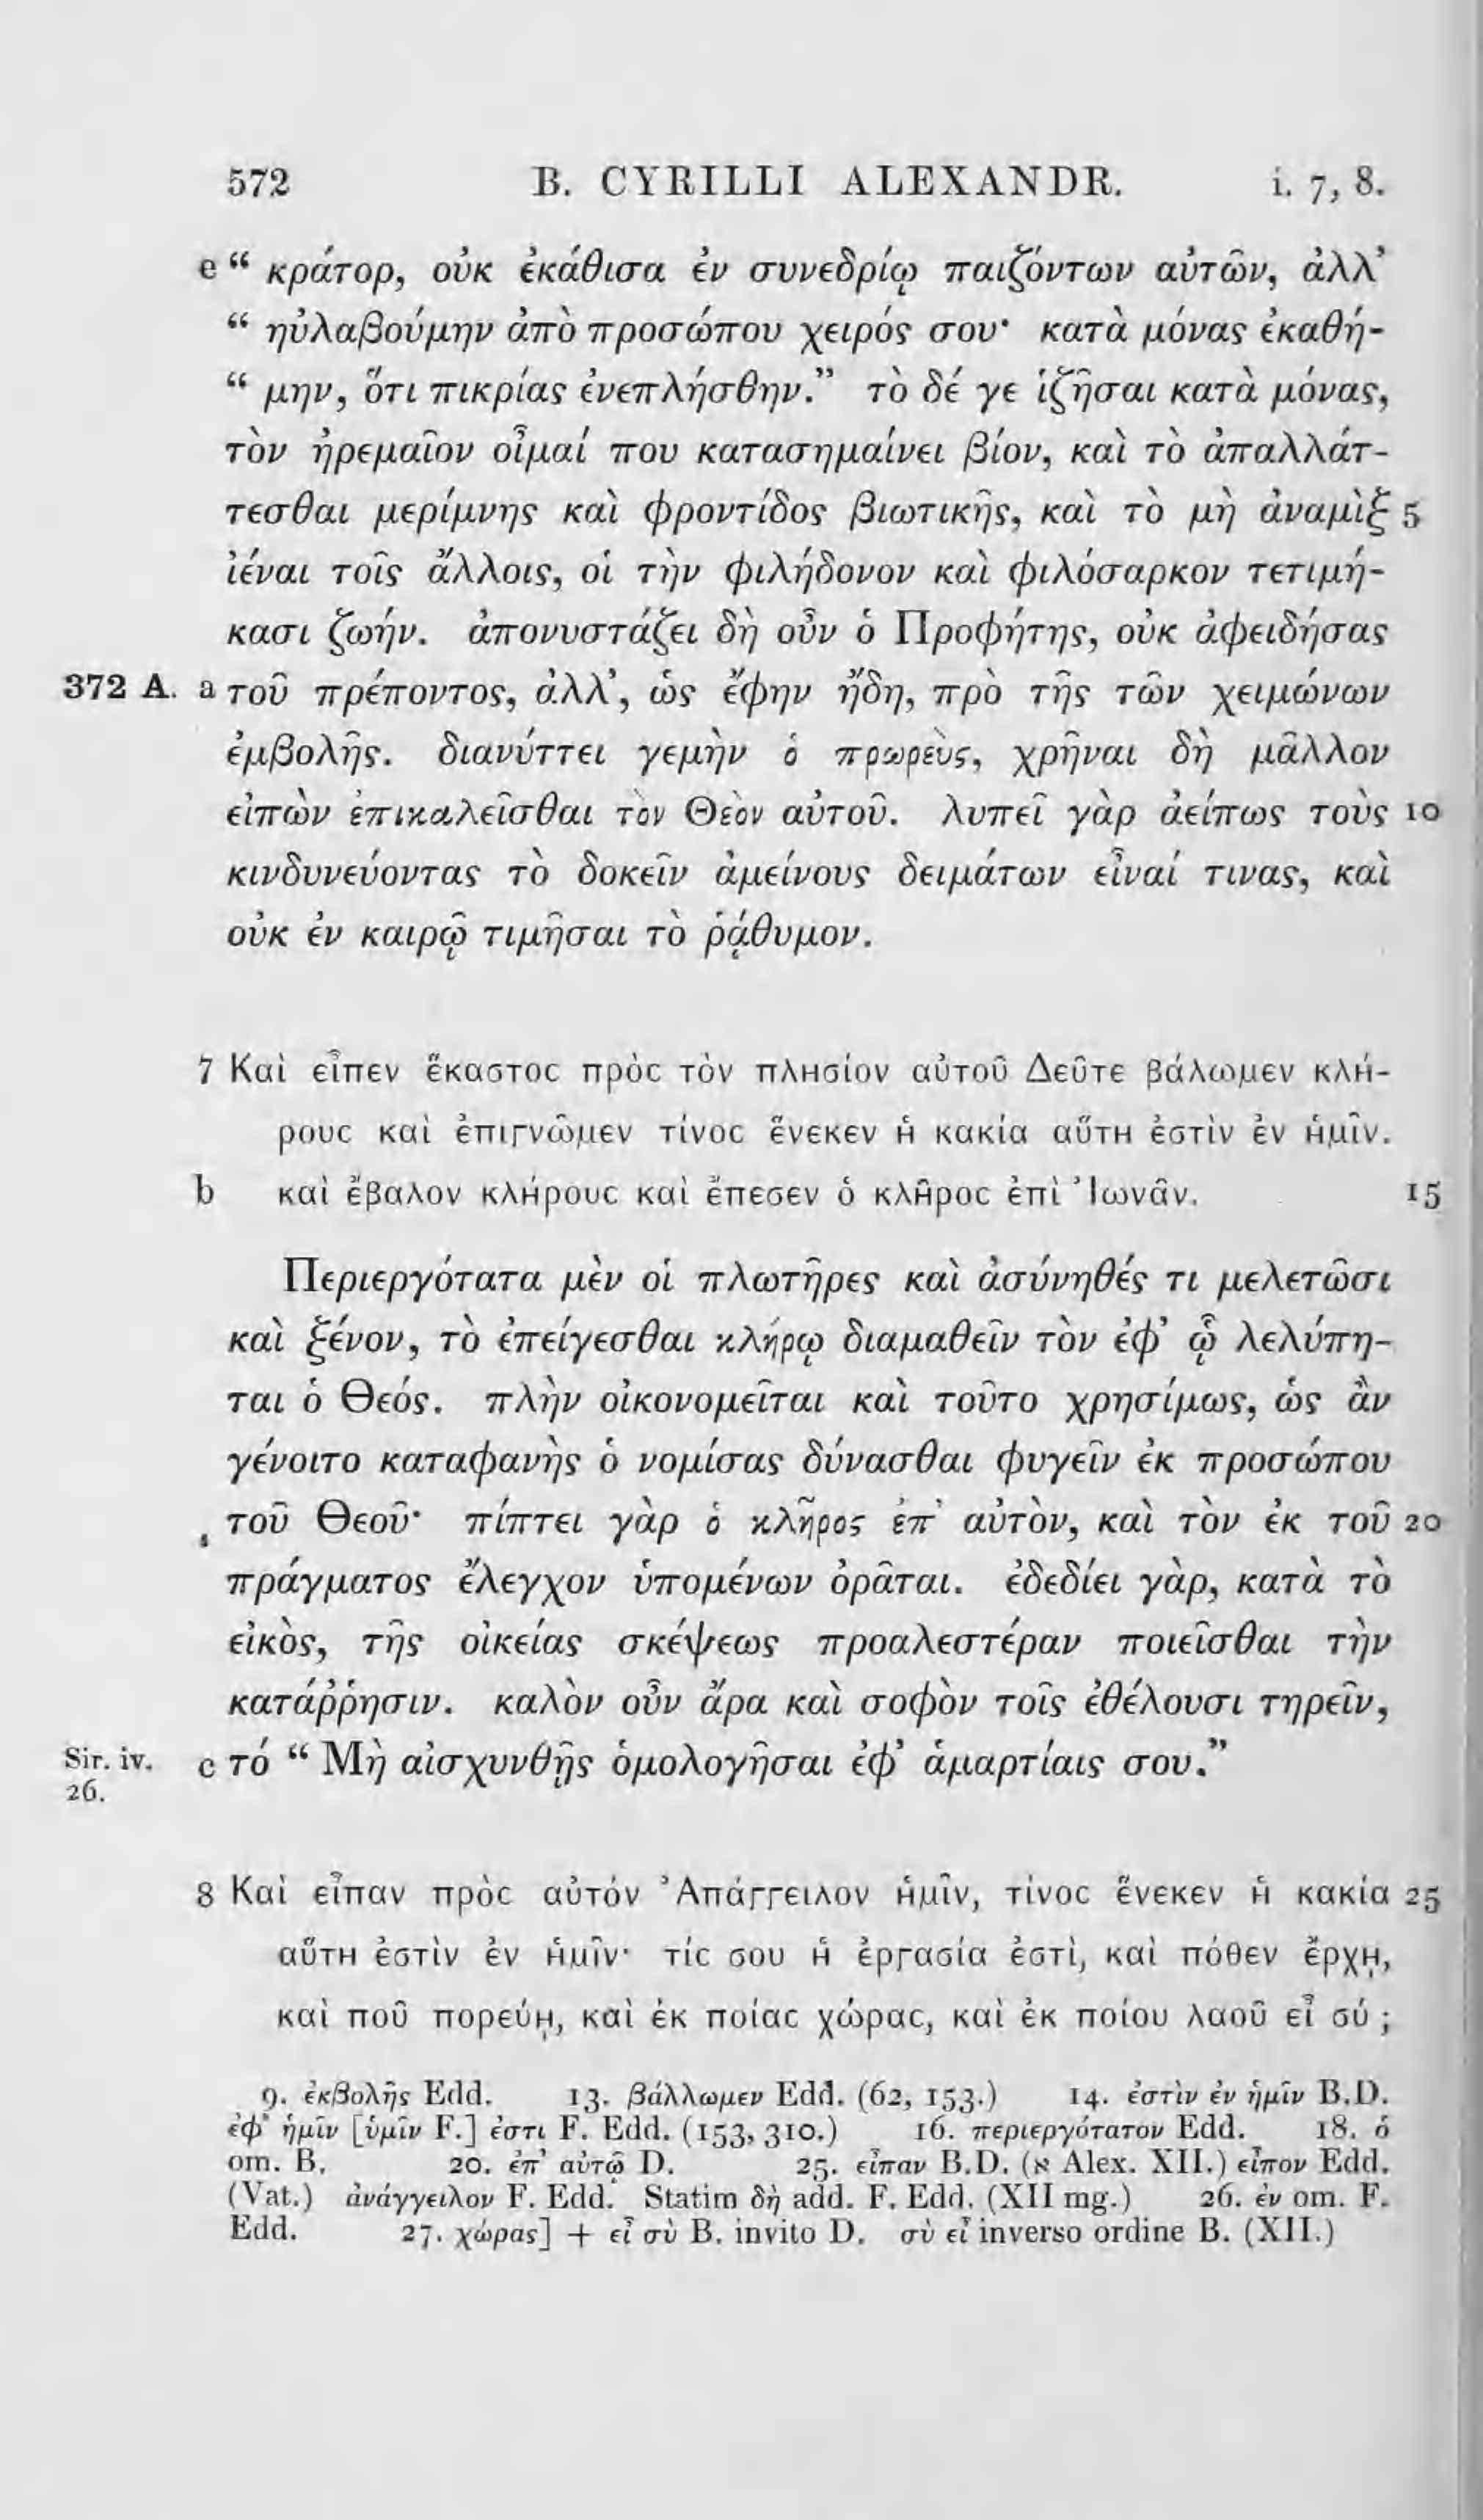 572 B. CYRILLI ALEXANDR. i. 7, 8.
e “ κράτορ, οὐκ ἐκάθισα ἐν συνεδρίῳ παιζόντων αὐτῶν, ἀλλ’
“ ηὐλαβούμην ἀπὸ προσώπου χειρός σου· κατὰ μόνας ἐκαθή-
“ μην, ὅτι πικρίας ἐνεπλήσθην.” τὸ δέ γε ἱζῆσαι κατὰ μόνας,
τὸν ἠρεμαῖον οἶμαί που κατασημαίνει βίον, καὶ τὸ ἀπαλλάτ-
τεσθαι μερίμνης καὶ φροντίδος βιωτικῆς, καὶ τὸ μὴ ἀναμὶξ 5
ἰέναι τοῖς ἄλλοις, οἱ τὴν φιλήδονον καὶ φιλόσαρκον τετιμή-
κασι ζωήν. ἀπονυστάζει δὴ οὖν ὁ Προφήτης, οὐκ ἀφειδήσας
372 A. a τοῦ πρέποντος, ἀλλ’, ὡς ἔφην ἤδη, πρὸ τῆς τῶν χειμώνων
ἐμβολῆς. διανύττει γεμὴν ὁ πρωρεὺς, χρῆναι δὴ μᾶλλον
εἰπὼν ἐπικαλεῖσθαι τὸν Θεὸν αὐτοῦ. λυπεῖ γὰρ ἀείπως τοὺς 10
κινδυνεύοντας τὸ δοκεῖν ἀμείνους δειμάτων εἶναί τινας, καὶ
οὐκ ἐν καιρῷ τιμῆσαι τὸ ῥᾴθυμον.
7 Καὶ εἶπεν ἕκαστος πρὸς τὸν πλησίον αὐτοῦ Δεῦτε βάλωμεν κλή-
ρους καὶ ἐπιγνῶμεν τίνος ἕνεκεν ἡ κακία αὕτη ἐστὶν ἐν ἡμῖν.
b καὶ ἔβαλον κλήρους καὶ ἔπεσεν ὁ κλῆρος ἐπὶ Ἰωνᾶν. 15
Περιεργότατα μὲν οἱ πλωτῆρες καὶ ἀσύνηθές τι μελετῶσι
καὶ ξένον, τὸ ἐπείγεσθαι κλήρῳ διαμαθεῖν τὸν ἐφ’ ᾧ λελύπη-
ται ὁ Θεός. πλὴν οἰκονομεῖται καὶ τοῦτο χρησίμως, ὡς ἂν
γένοιτο καταφανὴς ὁ νομίσας δύνασθαι φυγεῖν ἐκ προσώπου
τοῦ Θεοῦ· πίπτει γὰρ ὁ κλῆρος ἐπ’ αὐτὸν, καὶ τὸν ἐκ τοῦ 20
πράγματος ἔλεγχον ὑπομένων ὁρᾶται. ἐδεδίει γὰρ, κατὰ τὸ
εἰκὸς, τῆς οἰκείας σκέψεως προαλεστέραν ποιεῖσθαι τὴν
κατάῤῥησιν. καλὸν οὖν ἄρα καὶ σοφὸν τοῖς ἐθέλουσι τηρεῖν,
Sir. iv. 26. c τό “ Μὴ αἰσχυνθῇς ὁμολογῆσαι ἐφ’ ἁμαρτίαις σου.”
8 Καὶ εἶπαν πρὸς αὐτόν Ἀπάγγειλον ἡμῖν, τίνος ἕνεκεν ἡ κακία 25
αὕτη ἐστὶν ἐν ἡμῖν· τίς σου ἡ ἐργασία ἐστὶ, καὶ πόθεν ἔρχῃ,
καὶ ποῦ πορεύῃ, καὶ ἐκ ποίας χώρας, καὶ ἐκ ποίου λαοῦ εἶ σύ ;
9. ἐκβολῆς Edd. 13. βάλλωμεν Edd. (62, 153.) 14. ἐστὶν ἐν ἡμῖν B.D.
ἐφ’ ἡμῖν [ὑμῖν F.] ἐστι F. Edd. (153, 310.) 16. περιεργότατον Edd. 18. ὁ
om. B. 20. ἐπ’ αὐτῷ D. 25. εἶπαν B.D. (א Alex. XII.) εἶπον Edd.
(Vat.) ἀνάγγειλον F. Edd. Statim δὴ add. F. Edd. (XII mg.) 26. ἐν om. F.
Edd. 27. χώρας] + εἶ σὺ B. invito D. σὺ εἶ inverso ordine B. (XII.)